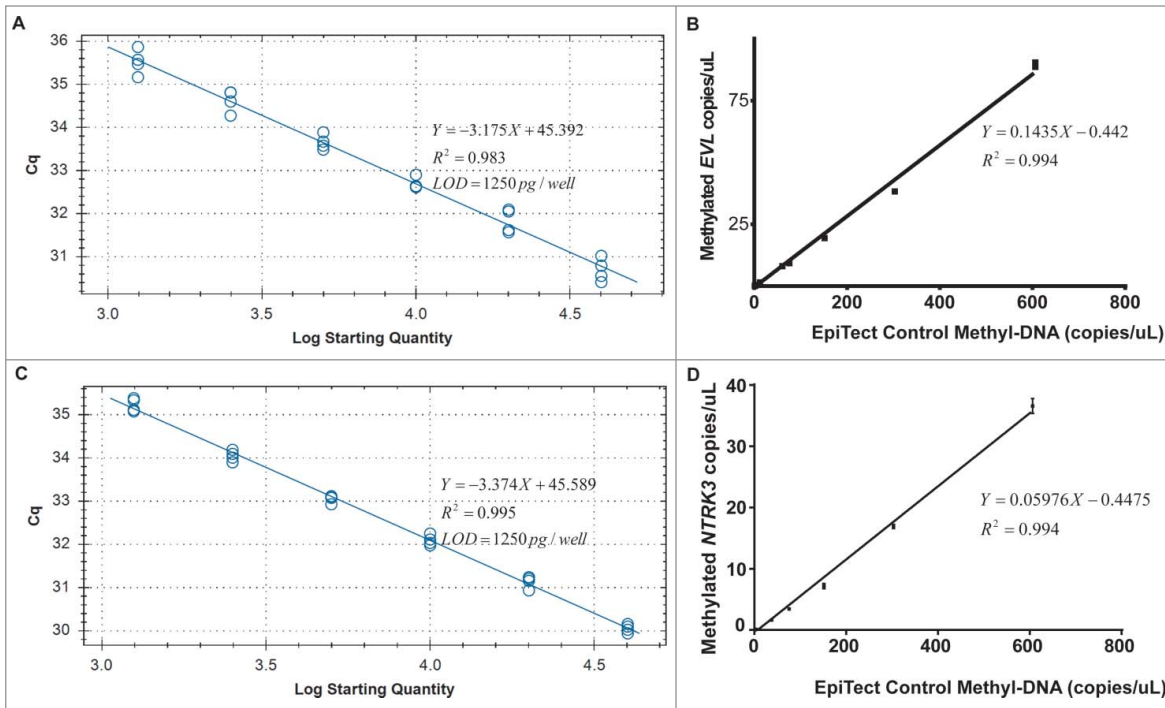 A
36
35
34
33
32
31
Cq
3.0 3.5 4.0 4.5
Log Starting Quantity
Y = −3.175X + 45.392
R² = 0.983
LOD = 1250 pg / well
B
75
25
Methylated EVL copies/uL
0 200 400 600 800
EpiTect Control Methyl-DNA (copies/uL)
Y = 0.1435X − 0.442
R² = 0.994
C
35
34
33
32
31
30
Cq
3.0 3.5 4.0 4.5
Log Starting Quantity
Y = −3.374X + 45.589
R² = 0.995
LOD = 1250 pg / well
D
40
30
20
10
0
Methylated NTRK3 copies/uL
0 200 400 600 800
EpiTect Control Methyl-DNA (copies/uL)
Y = 0.05976X − 0.4475
R² = 0.994